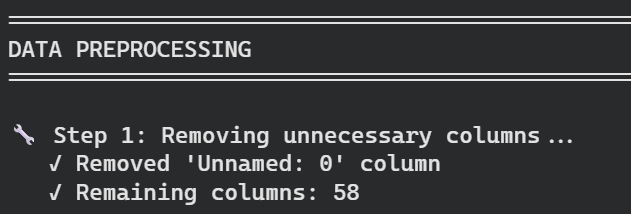 DATA PREPROCESSING
🔧 Step 1: Removing unnecessary columns...
✓ Removed 'Unnamed: 0' column
✓ Remaining columns: 58